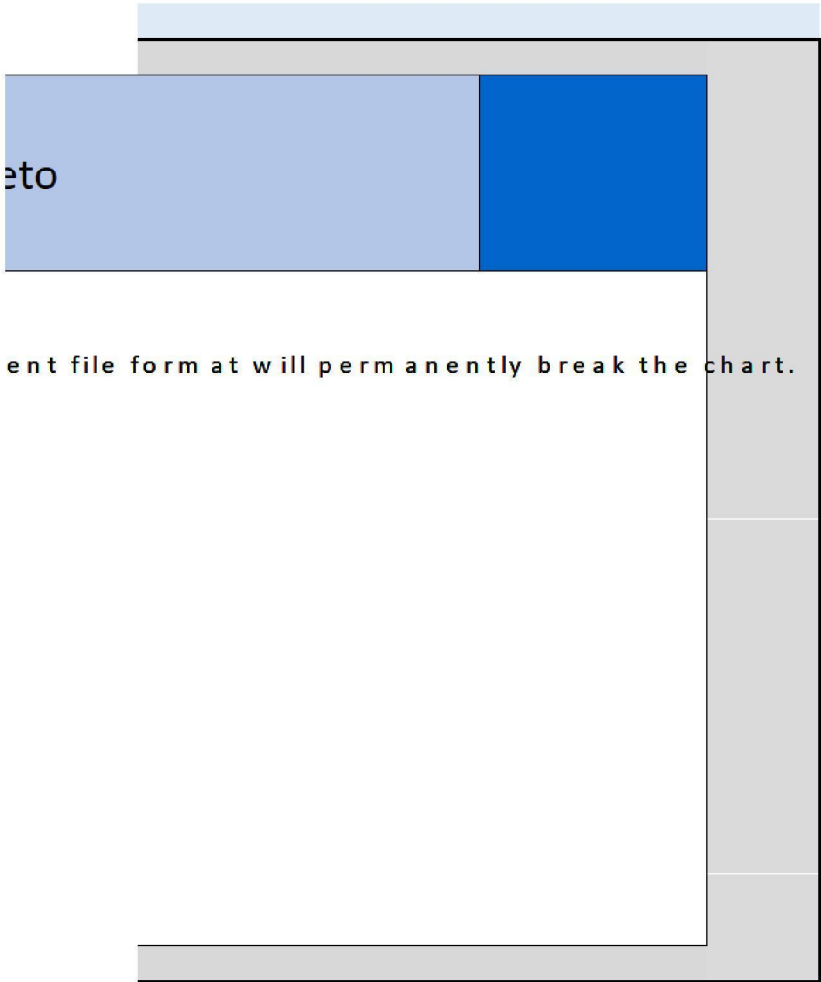 eto
ent file format will permanently break the chart.